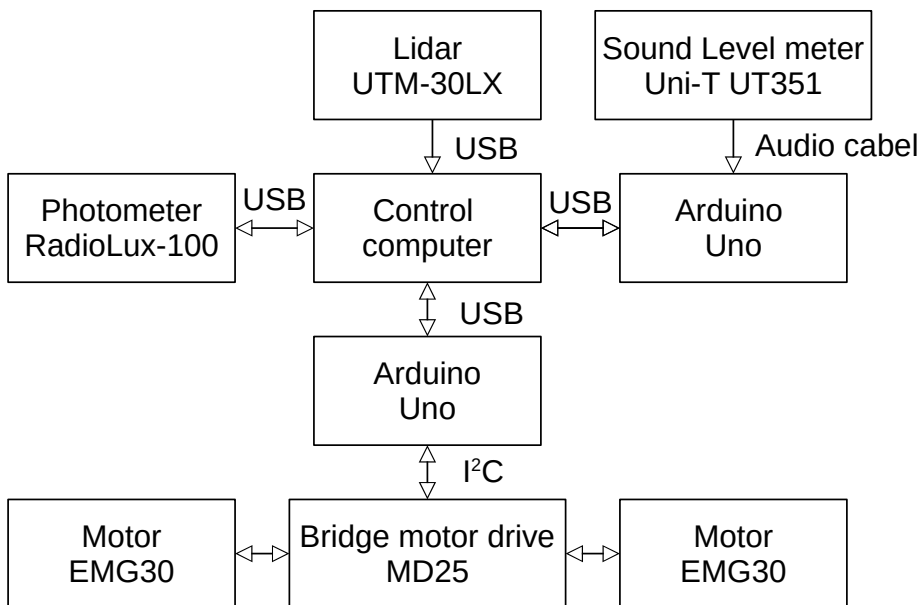 Lidar
UTM-30LX
Sound Level meter
Uni-T UT351
USB
Audio cabel
Photometer
RadioLux-100
USB
Control
computer
USB
Arduino
Uno
USB
Arduino
Uno
I²C
Motor
EMG30
Bridge motor drive
MD25
Motor
EMG30